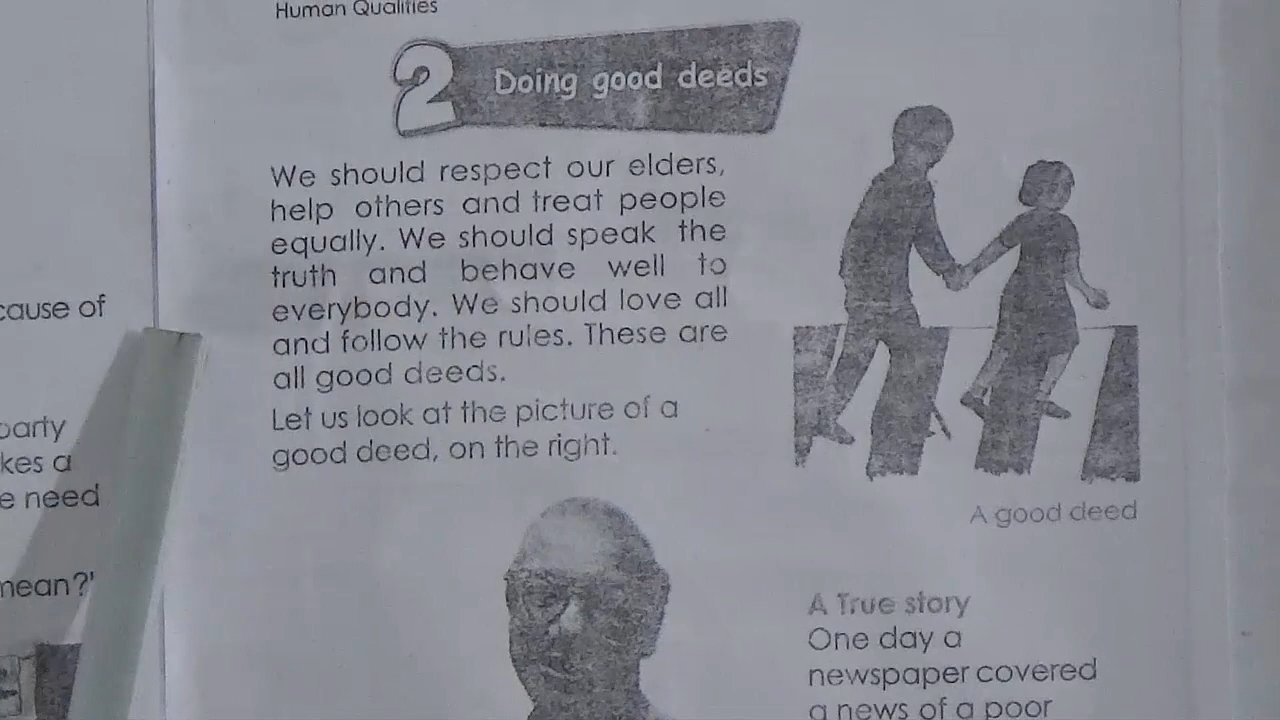 Human Qualities
2 Doing good deeds
We should respect our elders,
help others and treat people
equally. We should speak the
truth and behave well to
everybody. We should love all
and follow the rules. These are
all good deeds.
Let us look at the picture of a
good deed, on the right.
A good deed
A True story
One day a
newspaper covered
a news of a poor
cause of
party
kes a
e need
mean?'